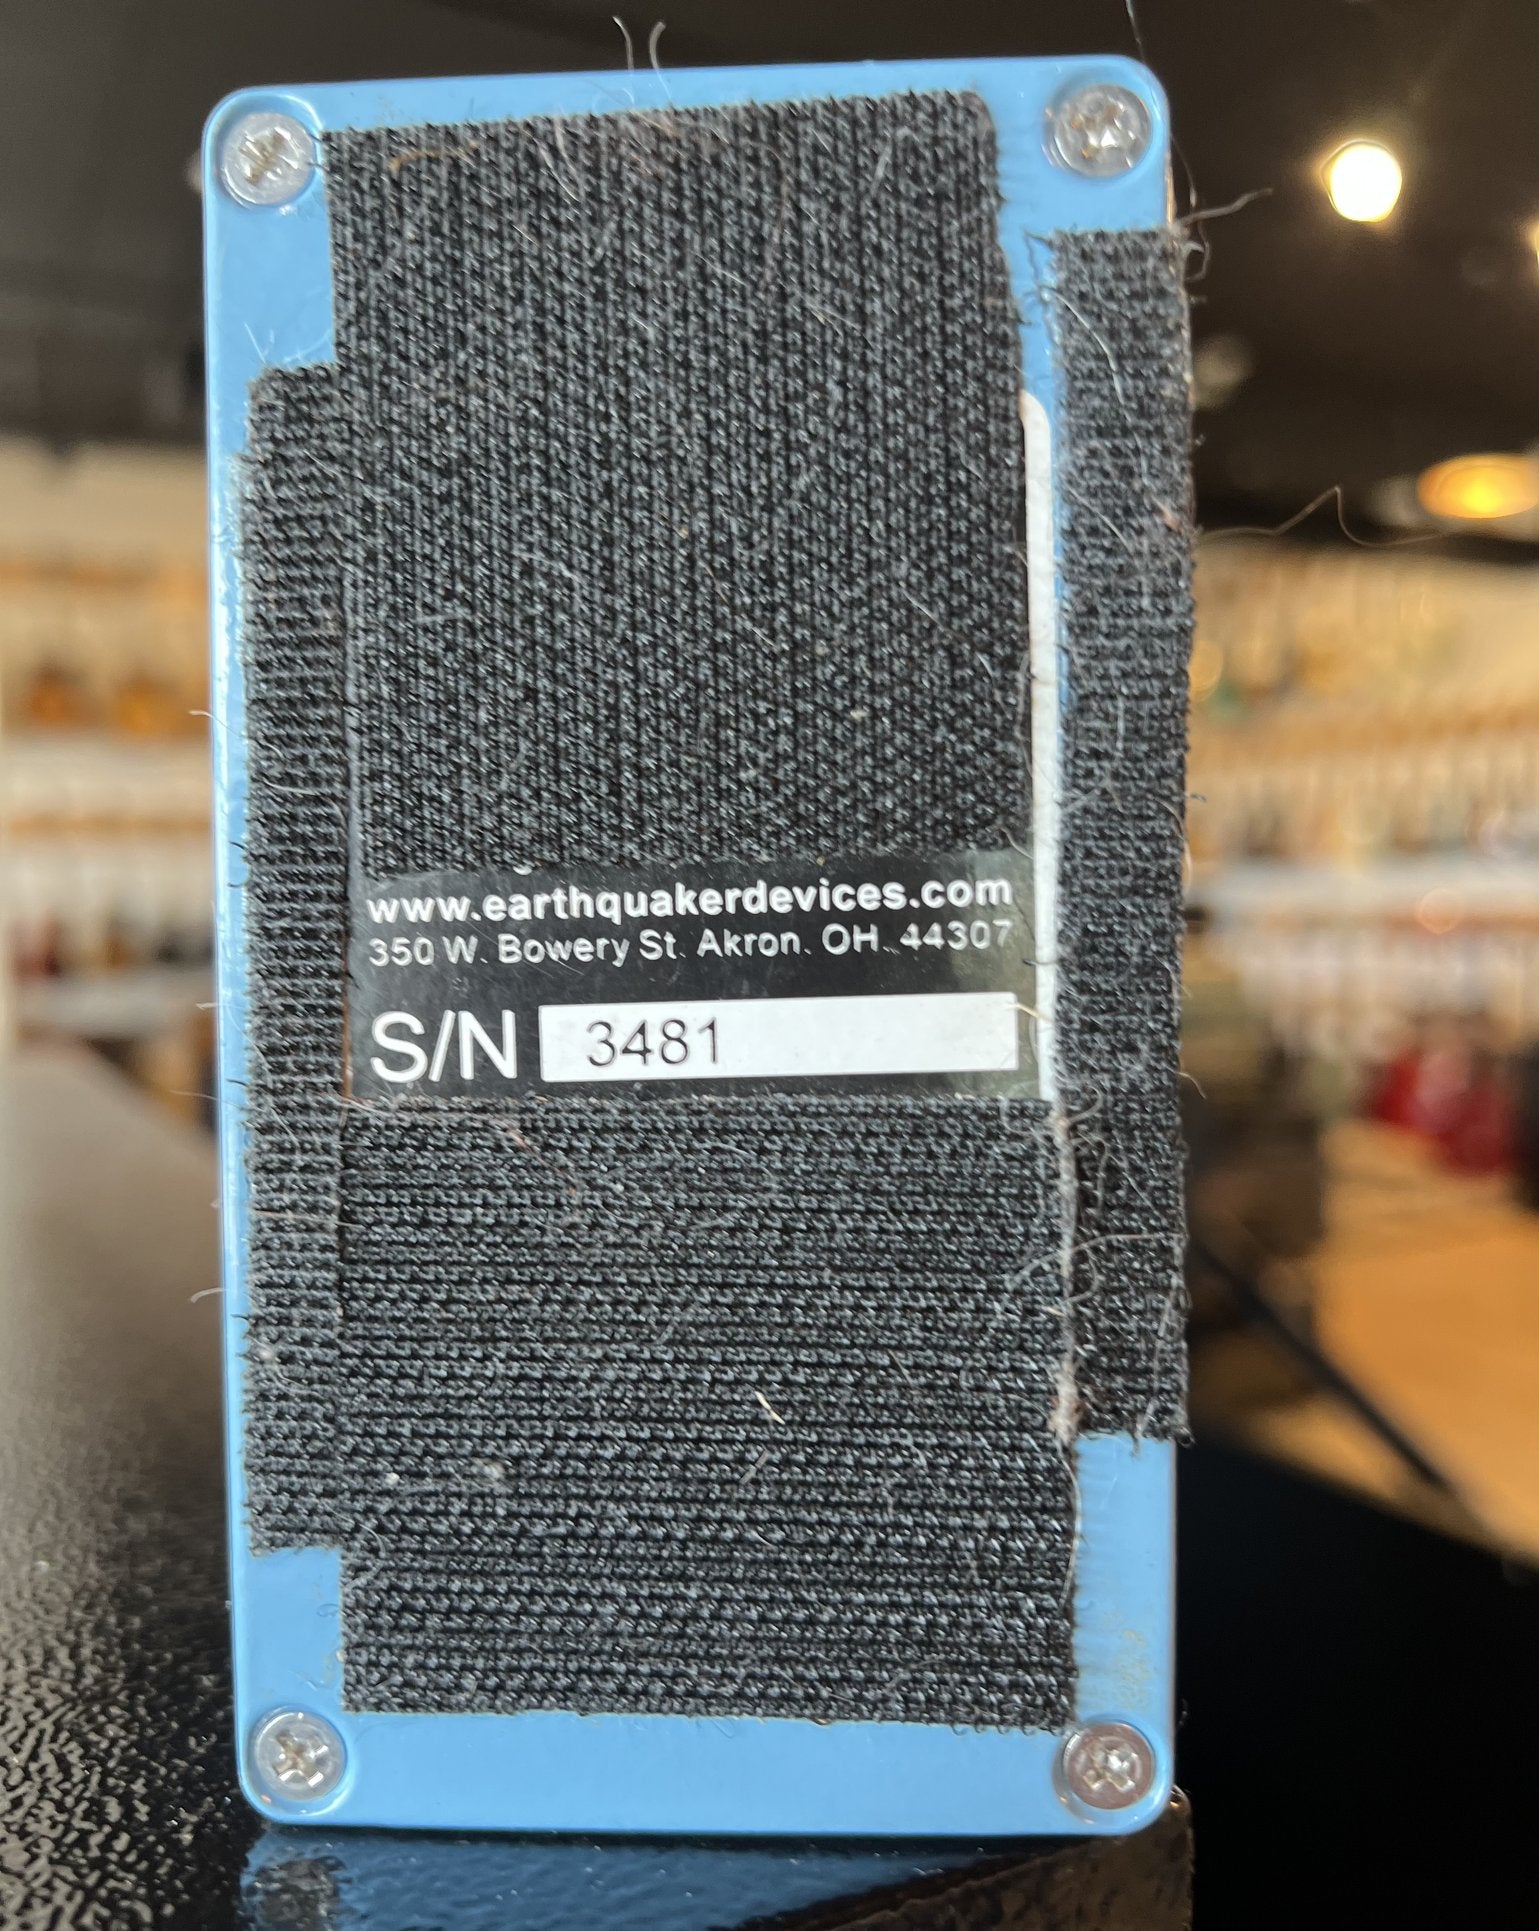 www.earthquakerdevices.com
350 W. Bowery St. Akron. OH. 44307
S/N 3481